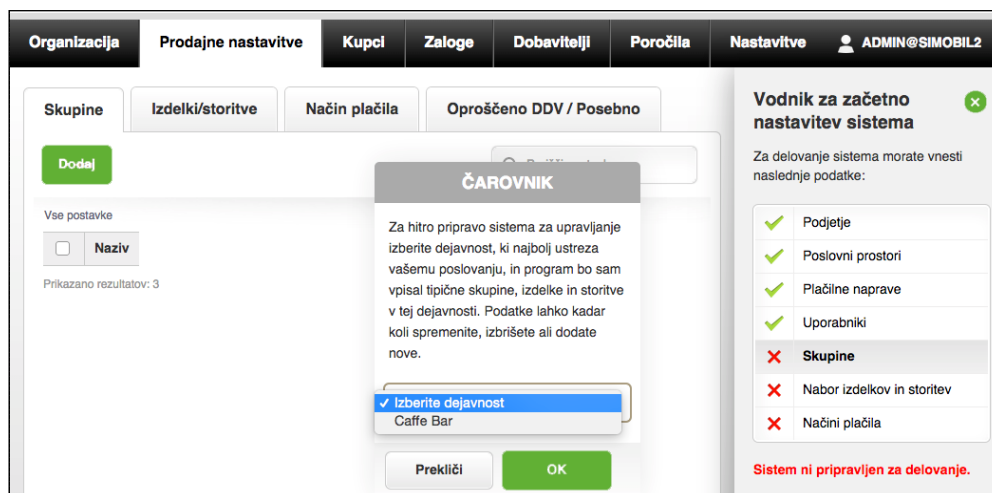 Organizacija
Prodajne nastavitve
Kupci
Zaloge
Dobavitelji
Poročila
Nastavitve
ADMIN@SIMOBIL2
Skupine
Izdelki/storitve
Način plačila
Oproščeno DDV / Posebno
Dodaj
Vse postavke
Naziv
Prikazano rezultatov: 3
ČAROVNIK
Za hitro pripravo sistema za upravljanje
izberite dejavnost, ki najbolj ustreza
vašemu poslovanju, in program bo sam
vpisal tipične skupine, izdelke in storitve
v tej dejavnosti. Podatke lahko kadar
koli spremenite, izbrišete ali dodate
nove.
Izberite dejavnost
Caffe Bar
Prekliči
OK
Vodnik za začetno
nastavitev sistema
Za delovanje sistema morate vnesti
naslednje podatke:
Podjetje
Poslovni prostori
Plačilne naprave
Uporabniki
Skupine
Nabor izdelkov in storitev
Načini plačila
Sistem ni pripravljen za delovanje.